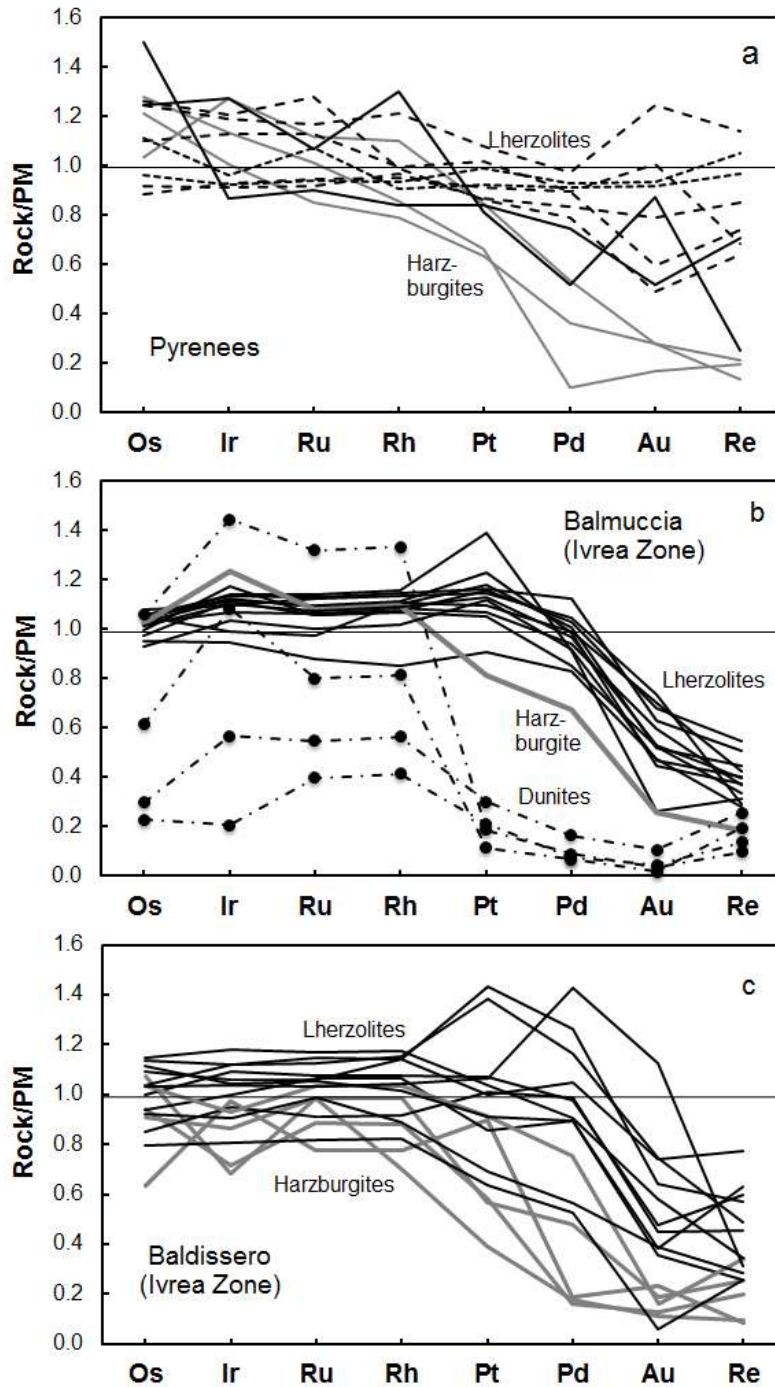 1.6
a
1.4
1.2
Lherzolites
1.0
0.8
Harz-
burgites
0.6
0.4
Pyrenees
0.2
0.0
Rock/PM
Os Ir Ru Rh Pt Pd Au Re
1.6
b
Balmuccia
(Ivrea Zone)
1.4
1.2
1.0
Lherzolites
0.8
Harz-
burgite
0.6
Dunites
0.4
0.2
0.0
Rock/PM
Os Ir Ru Rh Pt Pd Au Re
1.6
c
1.4
Lherzolites
1.2
1.0
0.8
Harzburgites
0.6
0.4
Baldissero
(Ivrea Zone)
0.2
0.0
Rock/PM
Os Ir Ru Rh Pt Pd Au Re